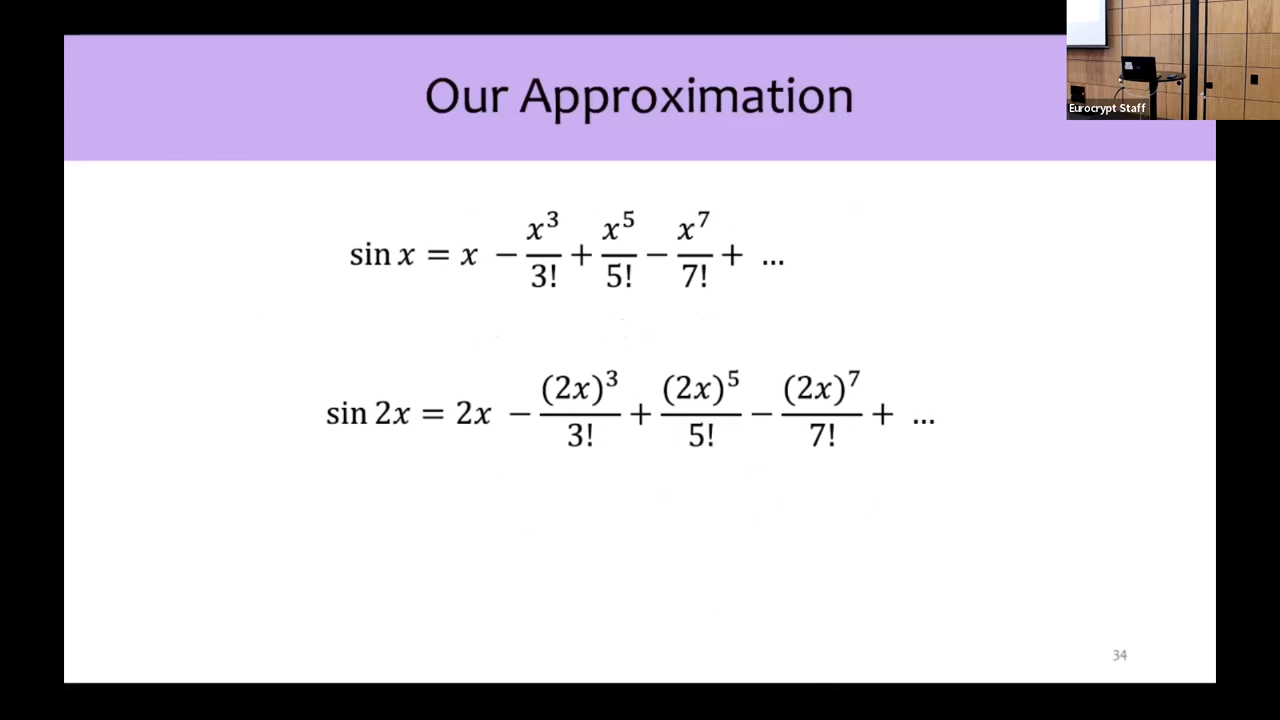 Our Approximation
Eurocrypt Staff
sin x = x − x³/3! + x⁵/5! − x⁷/7! + ...
sin 2x = 2x − (2x)³/3! + (2x)⁵/5! − (2x)⁷/7! + ...
34